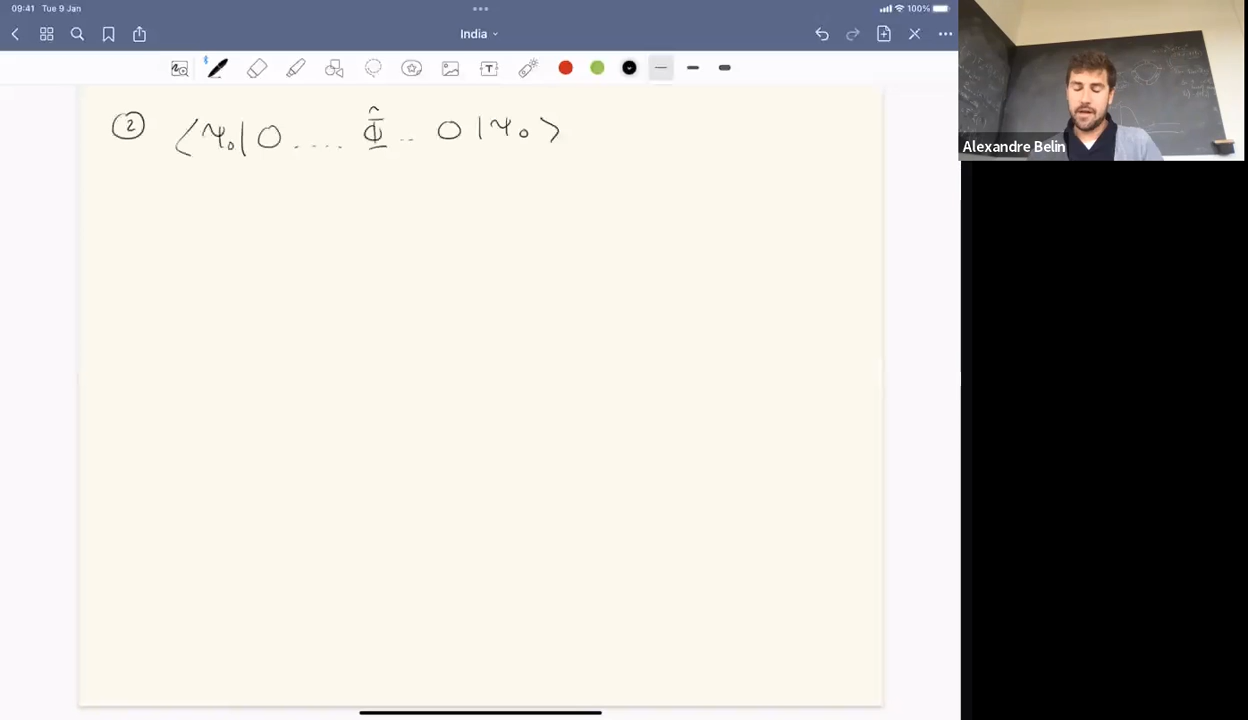 09:41 Tue 9 Jan
100%
India
T
② ⟨Ψ₀| O .... Φ̂ .. O |Ψ₀⟩
Alexandre Belin